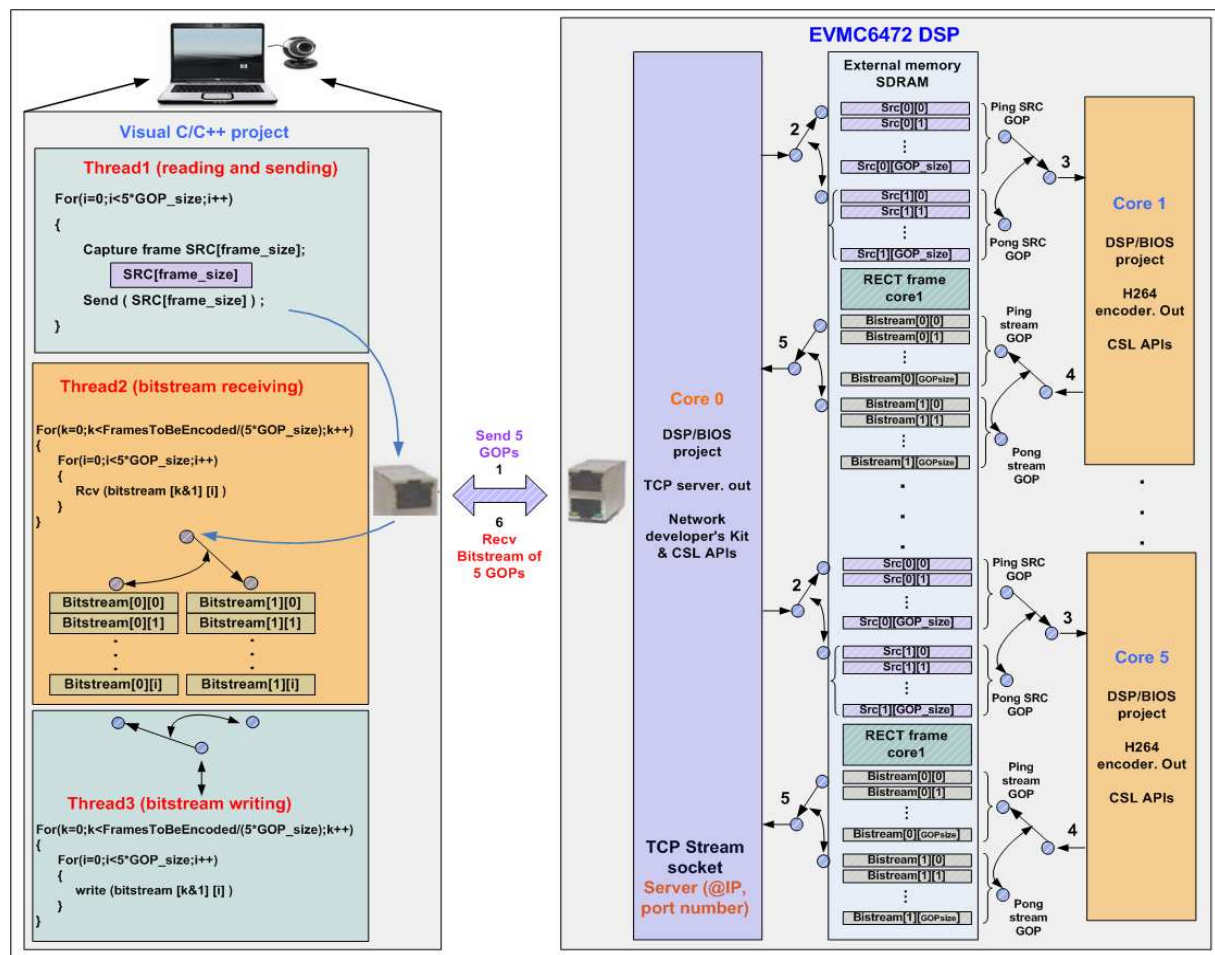 Visual C/C++ project
Thread1 (reading and sending)
For(i=0;i<5*GOP_size;i++)
{
Capture frame SRC[frame_size];
SRC[frame_size]
Send ( SRC[frame_size] ) ;
}
Thread2 (bitstream receiving)
For(k=0;k<FramesToBeEncoded/(5*GOP_size);k++)
{
For(i=0;i<5*GOP_size;i++)
{
Rcv (bitstream [k&1] [i] )
}
}
Bitstream[0][0]
Bitstream[1][0]
Bitstream[0][1]
Bitstream[1][1]
Bitstream[0][i]
Bitstream[1][i]
Thread3 (bitstream writing)
For(k=0;k<FramesToBeEncoded/(5*GOP_size);k++)
{
For(i=0;i<5*GOP_size;i++)
{
write (bitstream [k&1] [i] )
}
}
Send 5
GOPs
1
6
Recv
Bitstream of
5 GOPs
EVMC6472 DSP
Core 0
DSP/BIOS
project
TCP server. out
Network
developer's Kit
& CSL APIs
TCP Stream
socket
Server (@IP,
port number)
External memory
SDRAM
2
Src[0][0]
Src[0][1]
Src[0][GOP_size]
Src[1][0]
Src[1][1]
Src[1][GOP_size]
RECT frame
core1
5
Bistream[0][0]
Bistream[0][1]
Bistream[0][GOPsize]
Bistream[1][0]
Bistream[1][1]
Bistream[1][GOPsize]
Ping SRC
GOP
3
Pong SRC
GOP
Ping
stream
GOP
4
Pong
stream
GOP
Core 1
DSP/BIOS
project
H264
encoder. Out
CSL APIs
2
Src[0][0]
Src[0][1]
Src[0][GOP_size]
Src[1][0]
Src[1][1]
Src[1][GOP_size]
RECT frame
core1
5
Bistream[0][0]
Bistream[0][1]
Bistream[0][GOPsize]
Bistream[1][0]
Bistream[1][1]
Bistream[1][GOPsize]
Ping SRC
GOP
3
Pong SRC
GOP
Ping
stream
GOP
4
Pong
stream
GOP
Core 5
DSP/BIOS
project
H264
encoder. Out
CSL APIs